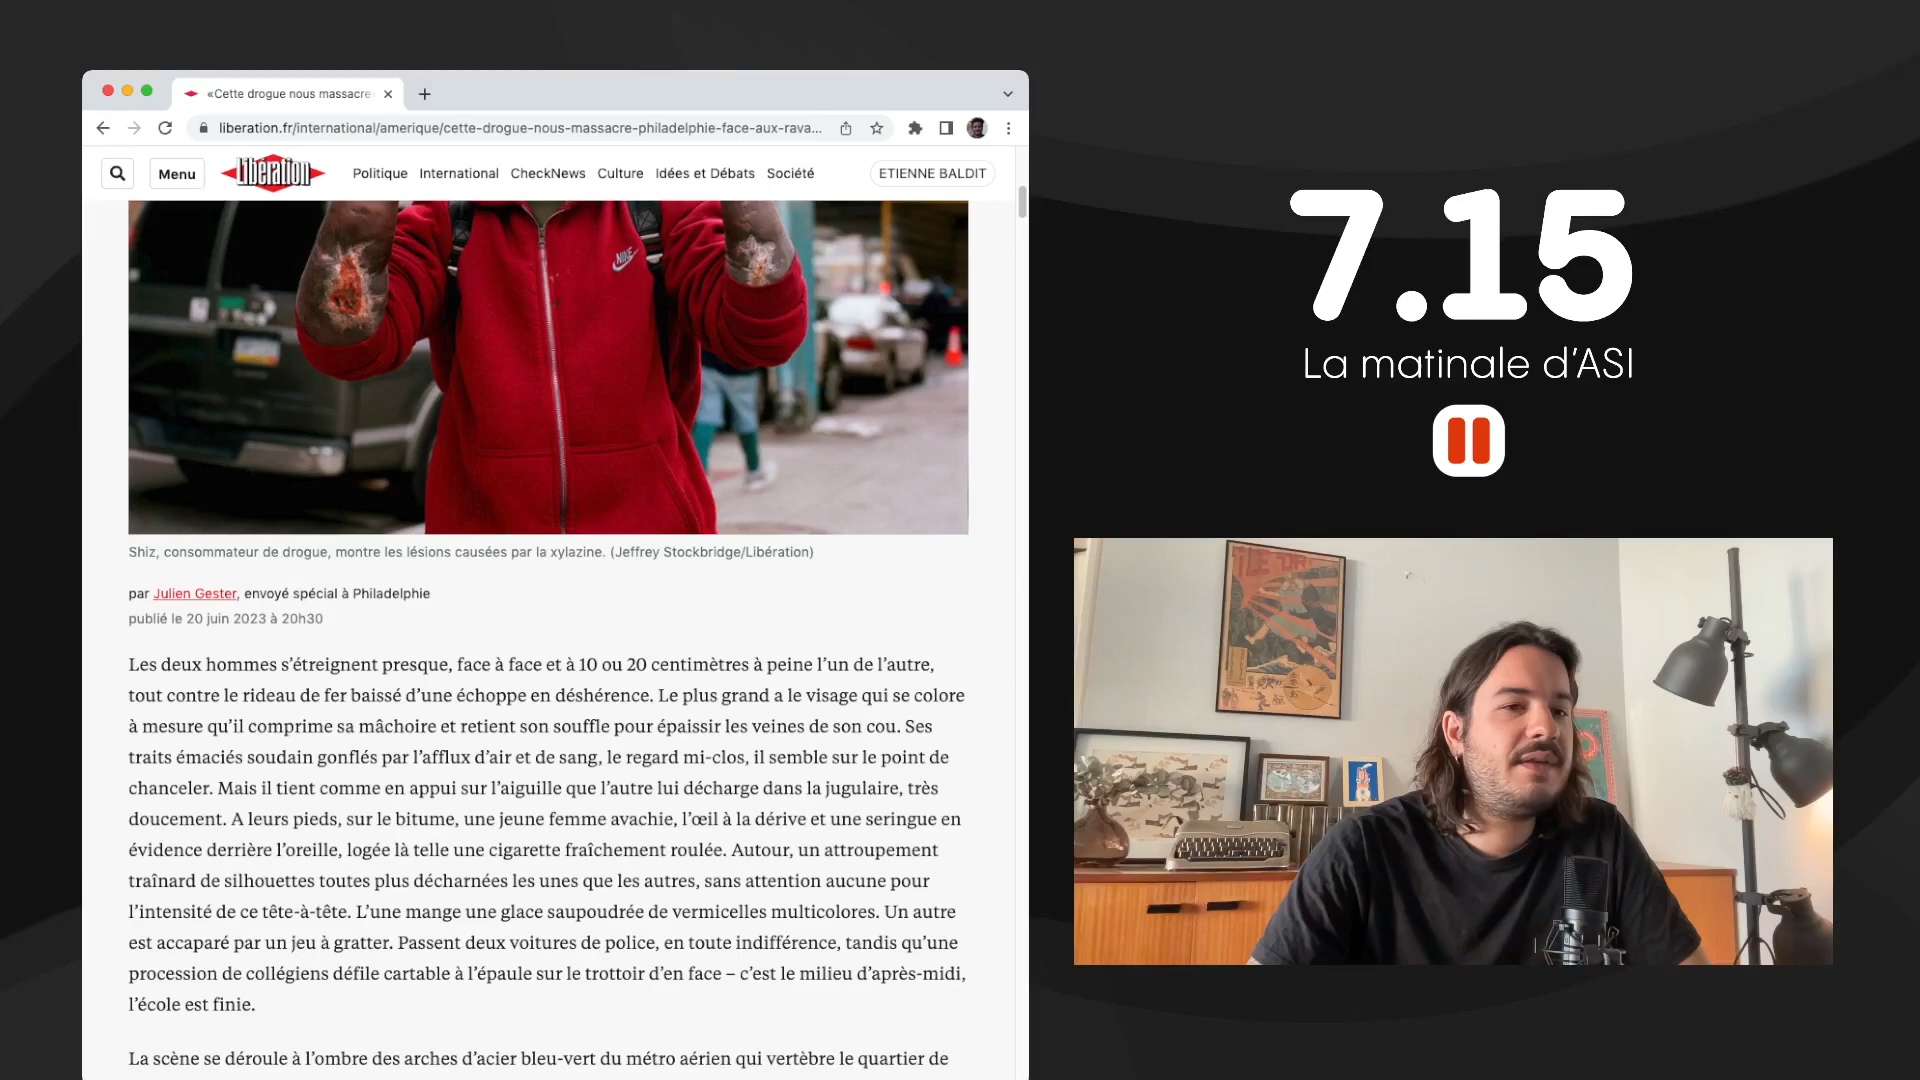 «Cette drogue nous massacre
liberation.fr/international/amerique/cette-drogue-nous-massacre-philadelphie-face-aux-rava...
Menu
Libération
Politique International CheckNews Culture Idées et Débats Société
ETIENNE BALDIT
NIKE
Shiz, consommateur de drogue, montre les lésions causées par la xylazine. (Jeffrey Stockbridge/Libération)
par Julien Gester, envoyé spécial à Philadelphie
publié le 20 juin 2023 à 20h30
Les deux hommes s’étreignent presque, face à face et à 10 ou 20 centimètres à peine l’un de l’autre,
tout contre le rideau de fer baissé d’une échoppe en déshérence. Le plus grand a le visage qui se colore
à mesure qu’il comprime sa mâchoire et retient son souffle pour épaissir les veines de son cou. Ses
traits émaciés soudain gonflés par l’afflux d’air et de sang, le regard mi-clos, il semble sur le point de
chanceler. Mais il tient comme en appui sur l’aiguille que l’autre lui décharge dans la jugulaire, très
doucement. A leurs pieds, sur le bitume, une jeune femme avachie, l’œil à la dérive et une seringue en
évidence derrière l’oreille, logée là telle une cigarette fraîchement roulée. Autour, un attroupement
traînard de silhouettes toutes plus décharnées les unes que les autres, sans attention aucune pour
l’intensité de ce tête-à-tête. L’une mange une glace saupoudrée de vermicelles multicolores. Un autre
est accaparé par un jeu à gratter. Passent deux voitures de police, en toute indifférence, tandis qu’une
procession de collégiens défile cartable à l’épaule sur le trottoir d’en face – c’est le milieu d’après-midi,
l’école est finie.
La scène se déroule à l’ombre des arches d’acier bleu-vert du métro aérien qui vertèbre le quartier de
7.15
La matinale d’ASI